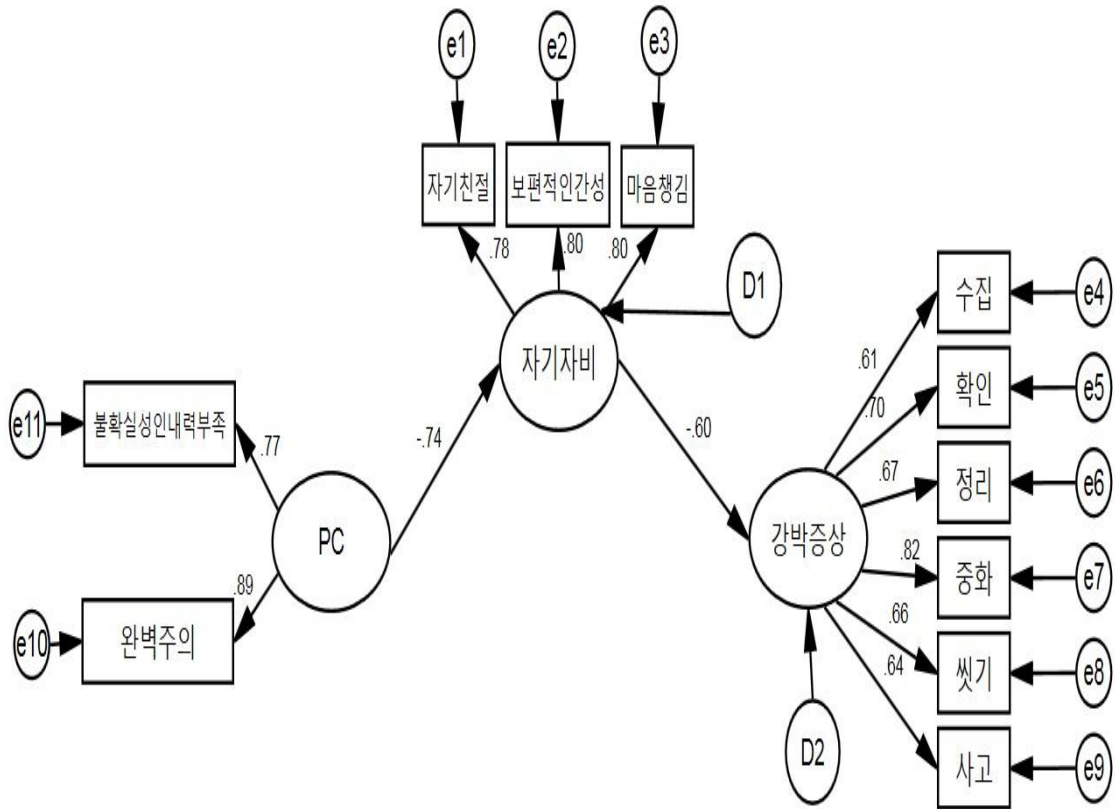 e1
e2
e3
자기친절
보편적인간성
마음챙김
.78
.80
.80
D1
자기자비
수집
e4
.61
확인
e5
.70
불확실성인내력부족
e11
.77
-.74
-.60
정리
e6
.67
PC
강박증상
중화
e7
.82
.89
완벽주의
e10
.66
씻기
e8
.64
D2
사고
e9